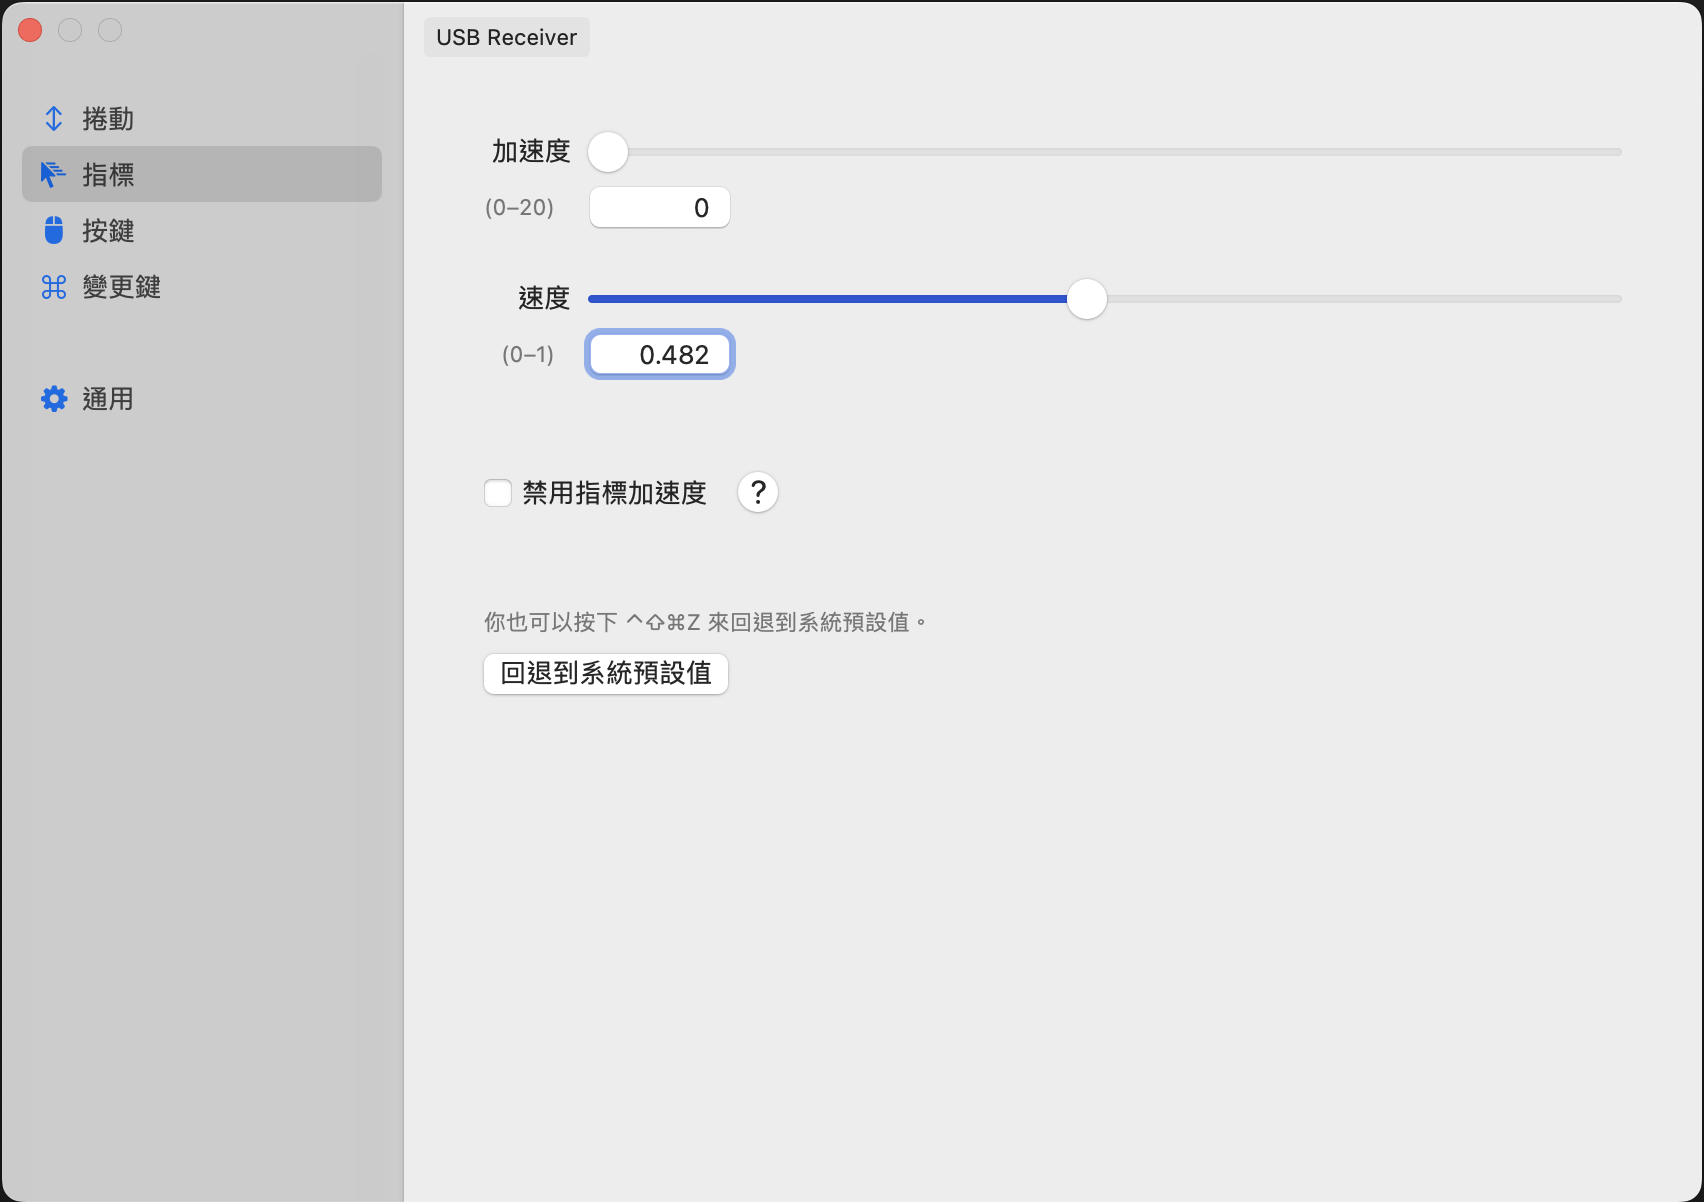 USB Receiver
捲動
指標
按鍵
變更鍵
通用
加速度
(0–20)
0
速度
(0–1)
0.482
禁用指標加速度
?
你也可以按下 ⌃⇧⌘Z 來回退到系統預設值。
回退到系統預設值